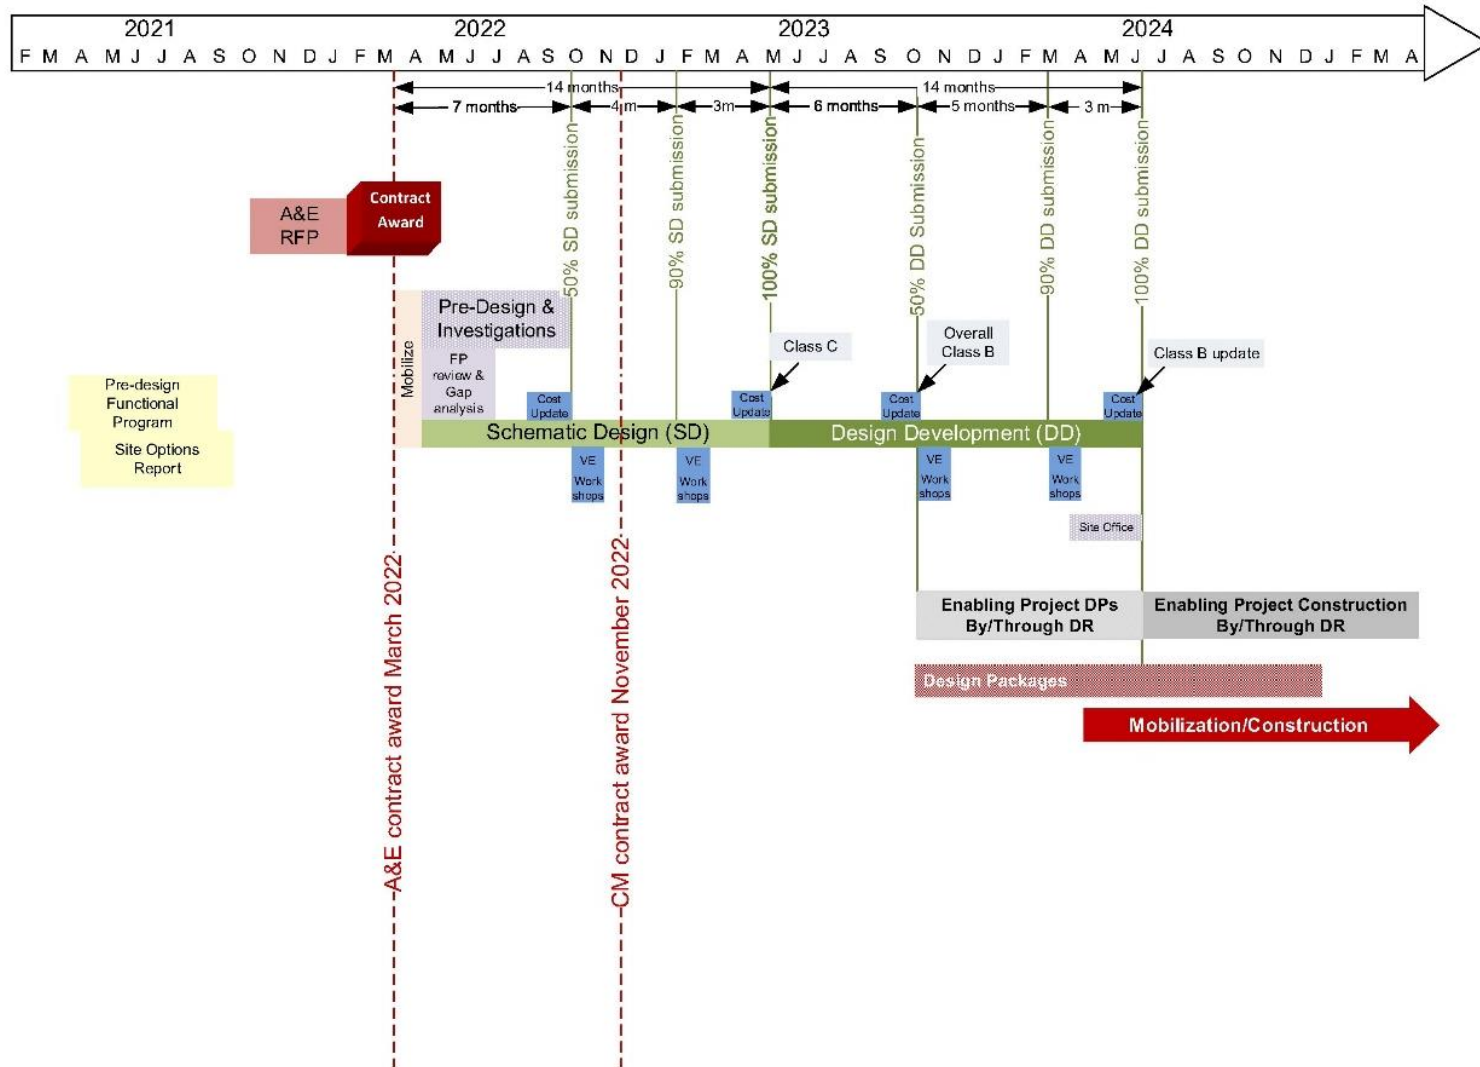 2021 2022 2023 2024
F M A M J J A S O N D J F M A M J J A S O N D J F M A M J J A S O N D J F M A M J J A S O N D J F M A
14 months 14 months
7 months 4 m 3m 6 months 5 months 3 m
50% SD submission
90% SD submission
100% SD submission
50% DD Submission
90% DD submission
100% DD submission
A&E
RFP
Contract
Award
Mobilize
Pre-Design &
Investigations
FP
review &
Gap
analysis
Class C
Overall
Class B
Class B update
Pre-design
Functional
Program
Site Options
Report
Cost
Update
Cost
Update
Cost
Update
Cost
Update
Schematic Design (SD)
Design Development (DD)
VE
Work
shops
VE
Work
shops
VE
Work
shops
VE
Work
shops
Site Office
A&E contract award March 2022
CM contract award November 2022
Enabling Project DPs
By/Through DR
Enabling Project Construction
By/Through DR
Design Packages
Mobilization/Construction